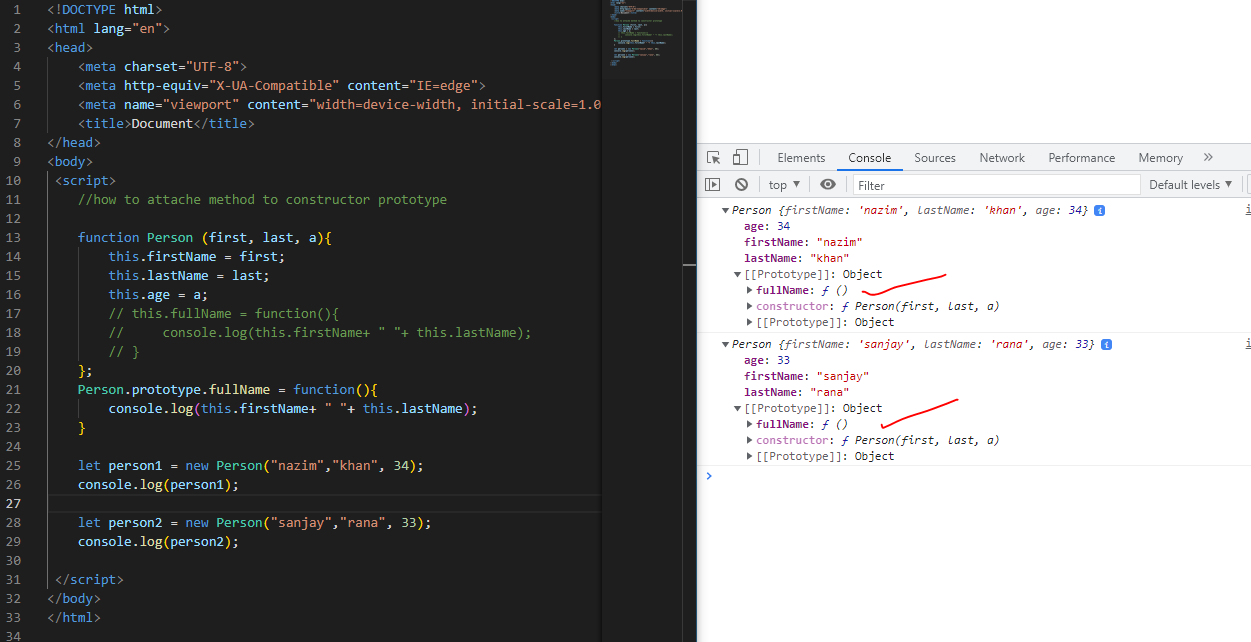 1 <!DOCTYPE html>
2 <html lang="en">
3 <head>
4 <meta charset="UTF-8">
5 <meta http-equiv="X-UA-Compatible" content="IE=edge">
6 <meta name="viewport" content="width=device-width, initial-scale=1.0
7 <title>Document</title>
8 </head>
9 <body>
10 <script>
11 //how to attache method to constructor prototype
12
13 function Person (first, last, a){
14 this.firstName = first;
15 this.lastName = last;
16 this.age = a;
17 // this.fullName = function(){
18 // console.log(this.firstName+ " "+ this.lastName);
19 // }
20 };
21 Person.prototype.fullName = function(){
22 console.log(this.firstName+ " "+ this.lastName);
23 }
24
25 let person1 = new Person("nazim","khan", 34);
26 console.log(person1);
27
28 let person2 = new Person("sanjay","rana", 33);
29 console.log(person2);
30
31 </script>
32 </body>
33 </html>
34
Elements Console Sources Network Performance Memory »
top ▼ Filter Default levels ▼
▼Person {firstName: 'nazim', lastName: 'khan', age: 34} i
age: 34
firstName: "nazim"
lastName: "khan"
▼[[Prototype]]: Object
▶fullName: ƒ ()
▶constructor: ƒ Person(first, last, a)
▶[[Prototype]]: Object
▼Person {firstName: 'sanjay', lastName: 'rana', age: 33} i
age: 33
firstName: "sanjay"
lastName: "rana"
▼[[Prototype]]: Object
▶fullName: ƒ ()
▶constructor: ƒ Person(first, last, a)
▶[[Prototype]]: Object
>